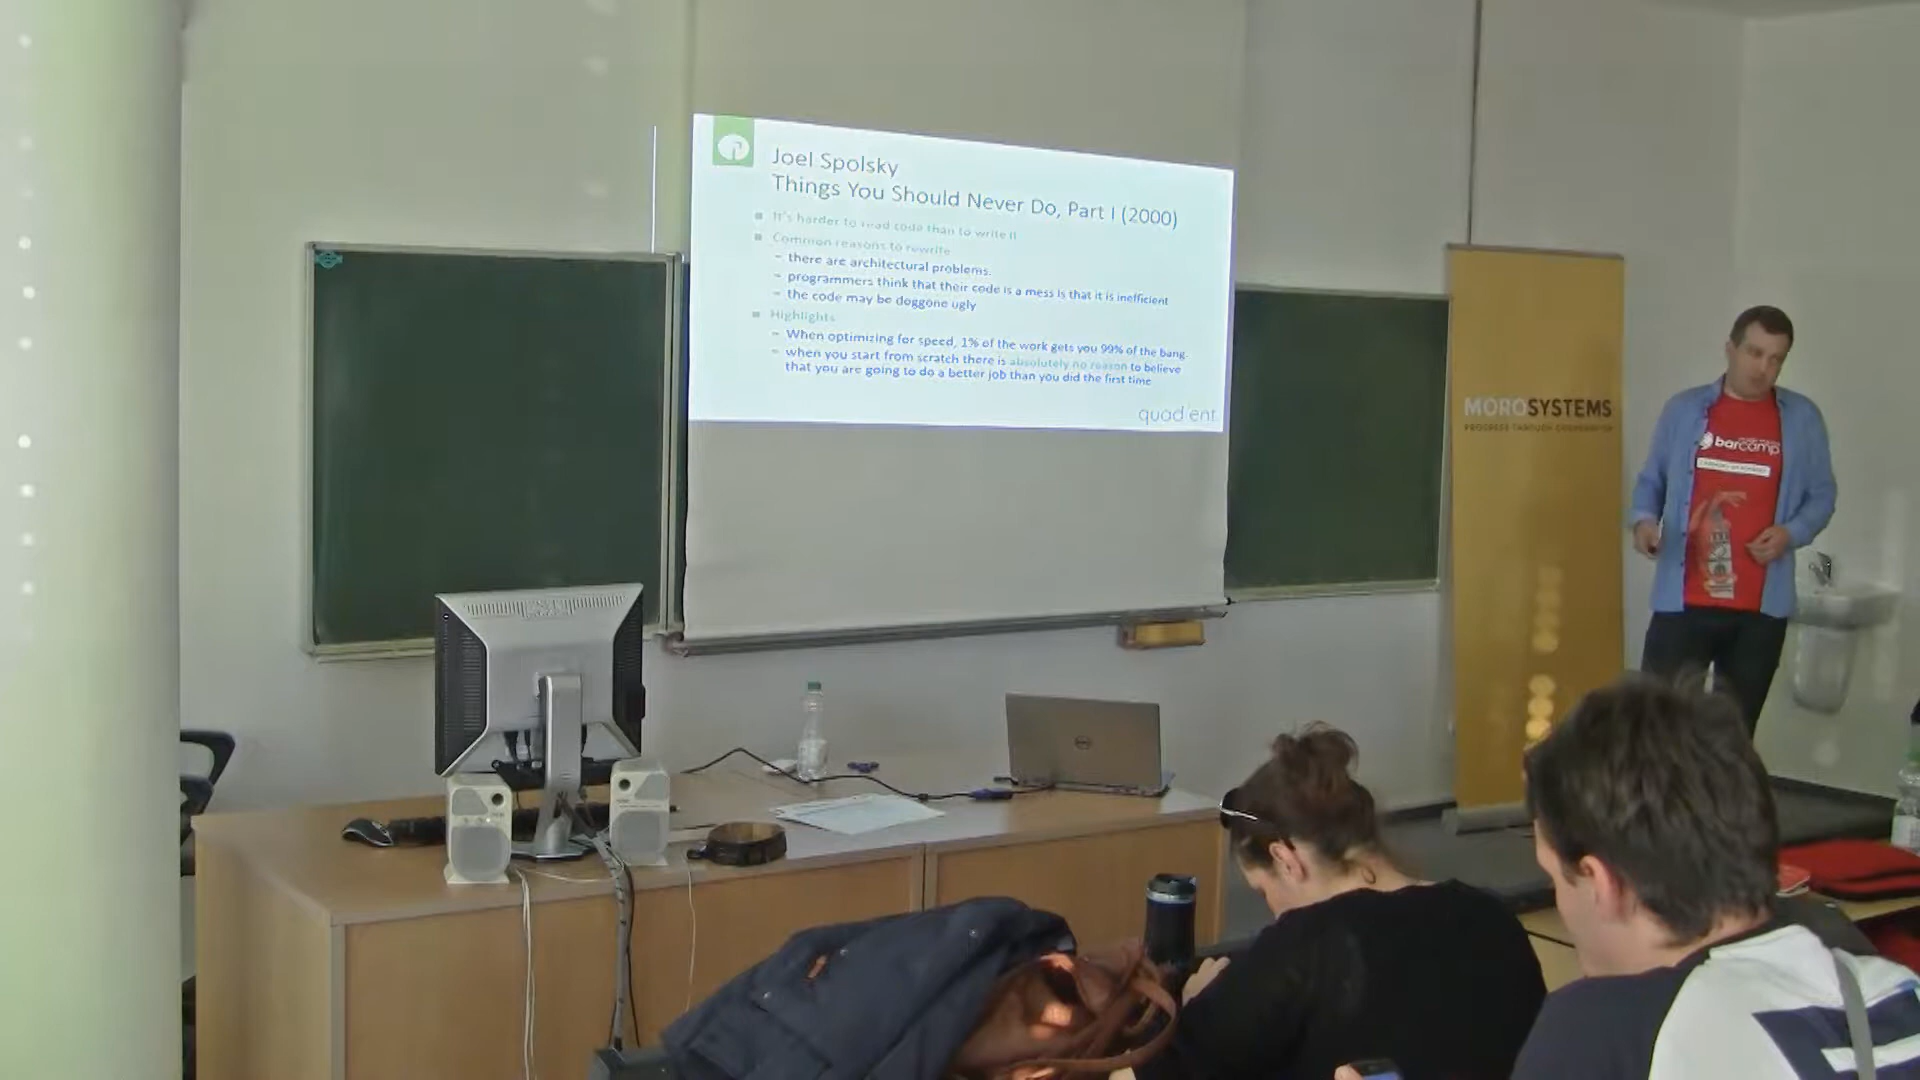 Joel Spolsky
Things You Should Never Do, Part I (2000)
It's harder to read code than to write it
Common reasons to rewrite
– there are architectural problems.
– programmers think that their code is a mess is that it is inefficient
– the code may be doggone ugly
Highlights
– When optimizing for speed, 1% of the work gets you 99% of the bang.
– when you start from scratch there is absolutely no reason to believe
that you are going to do a better job than you did the first time
quadient
MOROSYSTEMS
PROGRESS THROUGH COOPERATION
barcamp
DELL